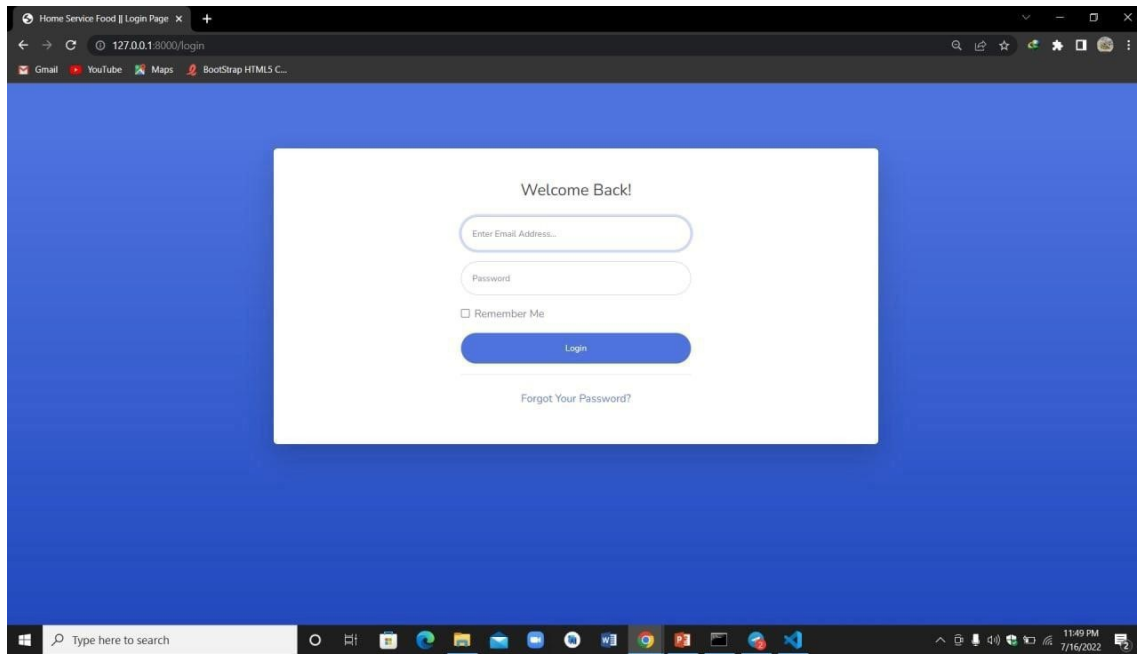 Home Service Food || Login Page
127.0.0.1:8000/login
Gmail YouTube Maps BootStrap HTML5 C...
Welcome Back!
Enter Email Address...
Password
Remember Me
Login
Forgot Your Password?
Type here to search
11:49 PM
7/16/2022
2